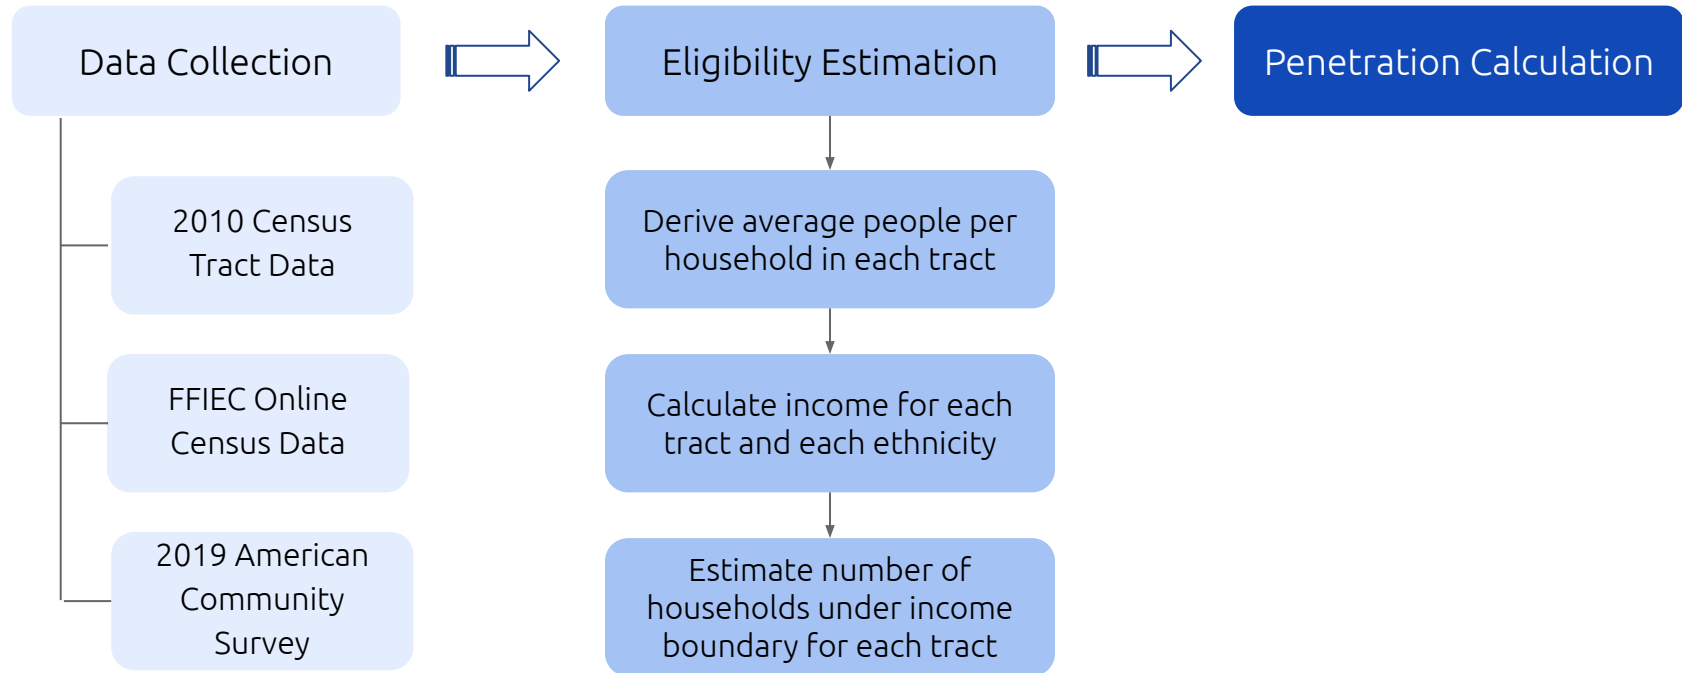 Data Collection
Eligibility Estimation
Penetration Calculation
2010 Census
Tract Data
FFIEC Online
Census Data
2019 American
Community
Survey
Derive average people per
household in each tract
Calculate income for each
tract and each ethnicity
Estimate number of
households under income
boundary for each tract